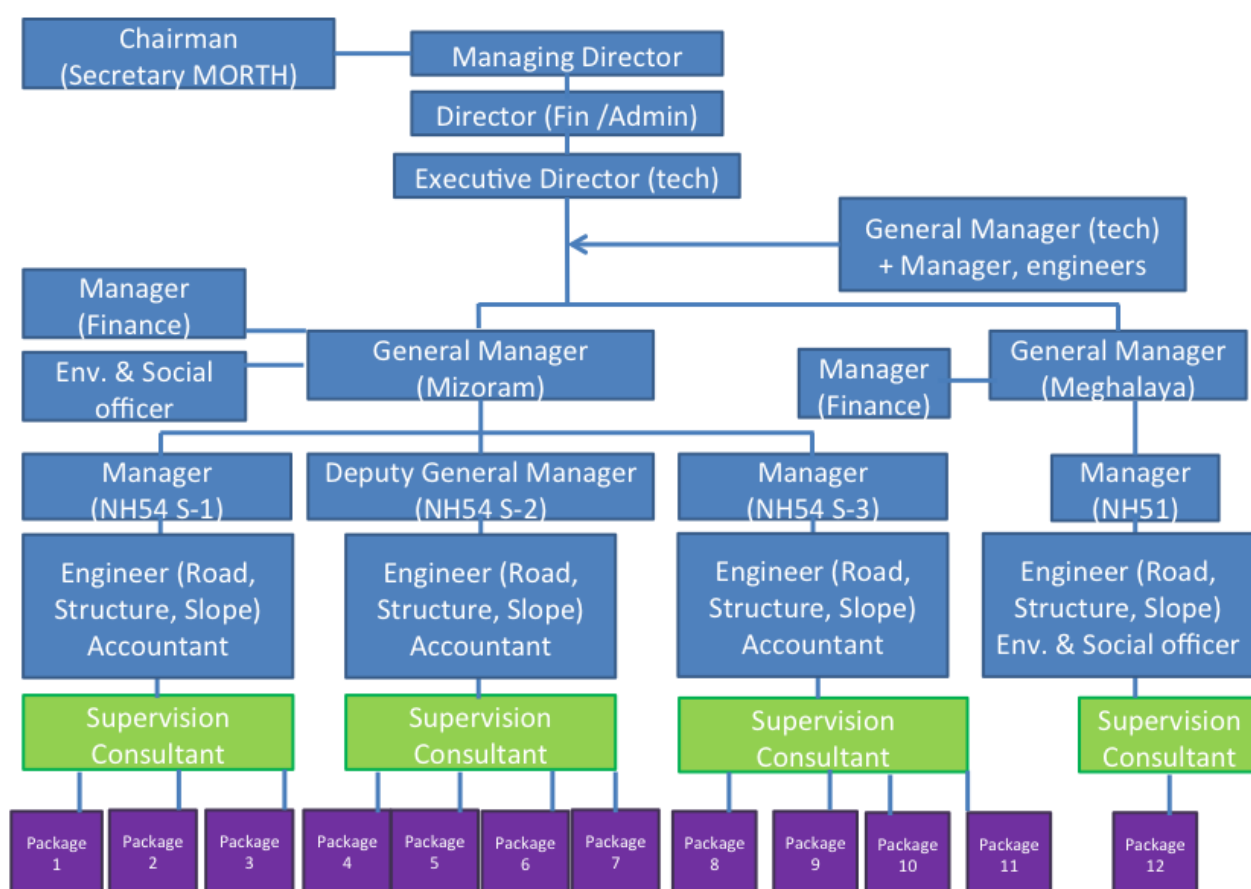 Chairman
(Secretary MORTH)
Managing Director
Director (Fin /Admin)
Executive Director (tech)
General Manager (tech)
+ Manager, engineers
Manager
(Finance)
Env. & Social
officer
General Manager
(Mizoram)
Manager
(Finance)
General Manager
(Meghalaya)
Manager
(NH54 S-1)
Deputy General Manager
(NH54 S-2)
Manager
(NH54 S-3)
Manager
(NH51)
Engineer (Road,
Structure, Slope)
Accountant
Engineer (Road,
Structure, Slope)
Accountant
Engineer (Road,
Structure, Slope)
Accountant
Engineer (Road,
Structure, Slope)
Env. & Social officer
Supervision
Consultant
Supervision
Consultant
Supervision
Consultant
Supervision
Consultant
Package
1
Package
2
Package
3
Package
4
Package
5
Package
6
Package
7
Package
8
Package
9
Package
10
Package
11
Package
12